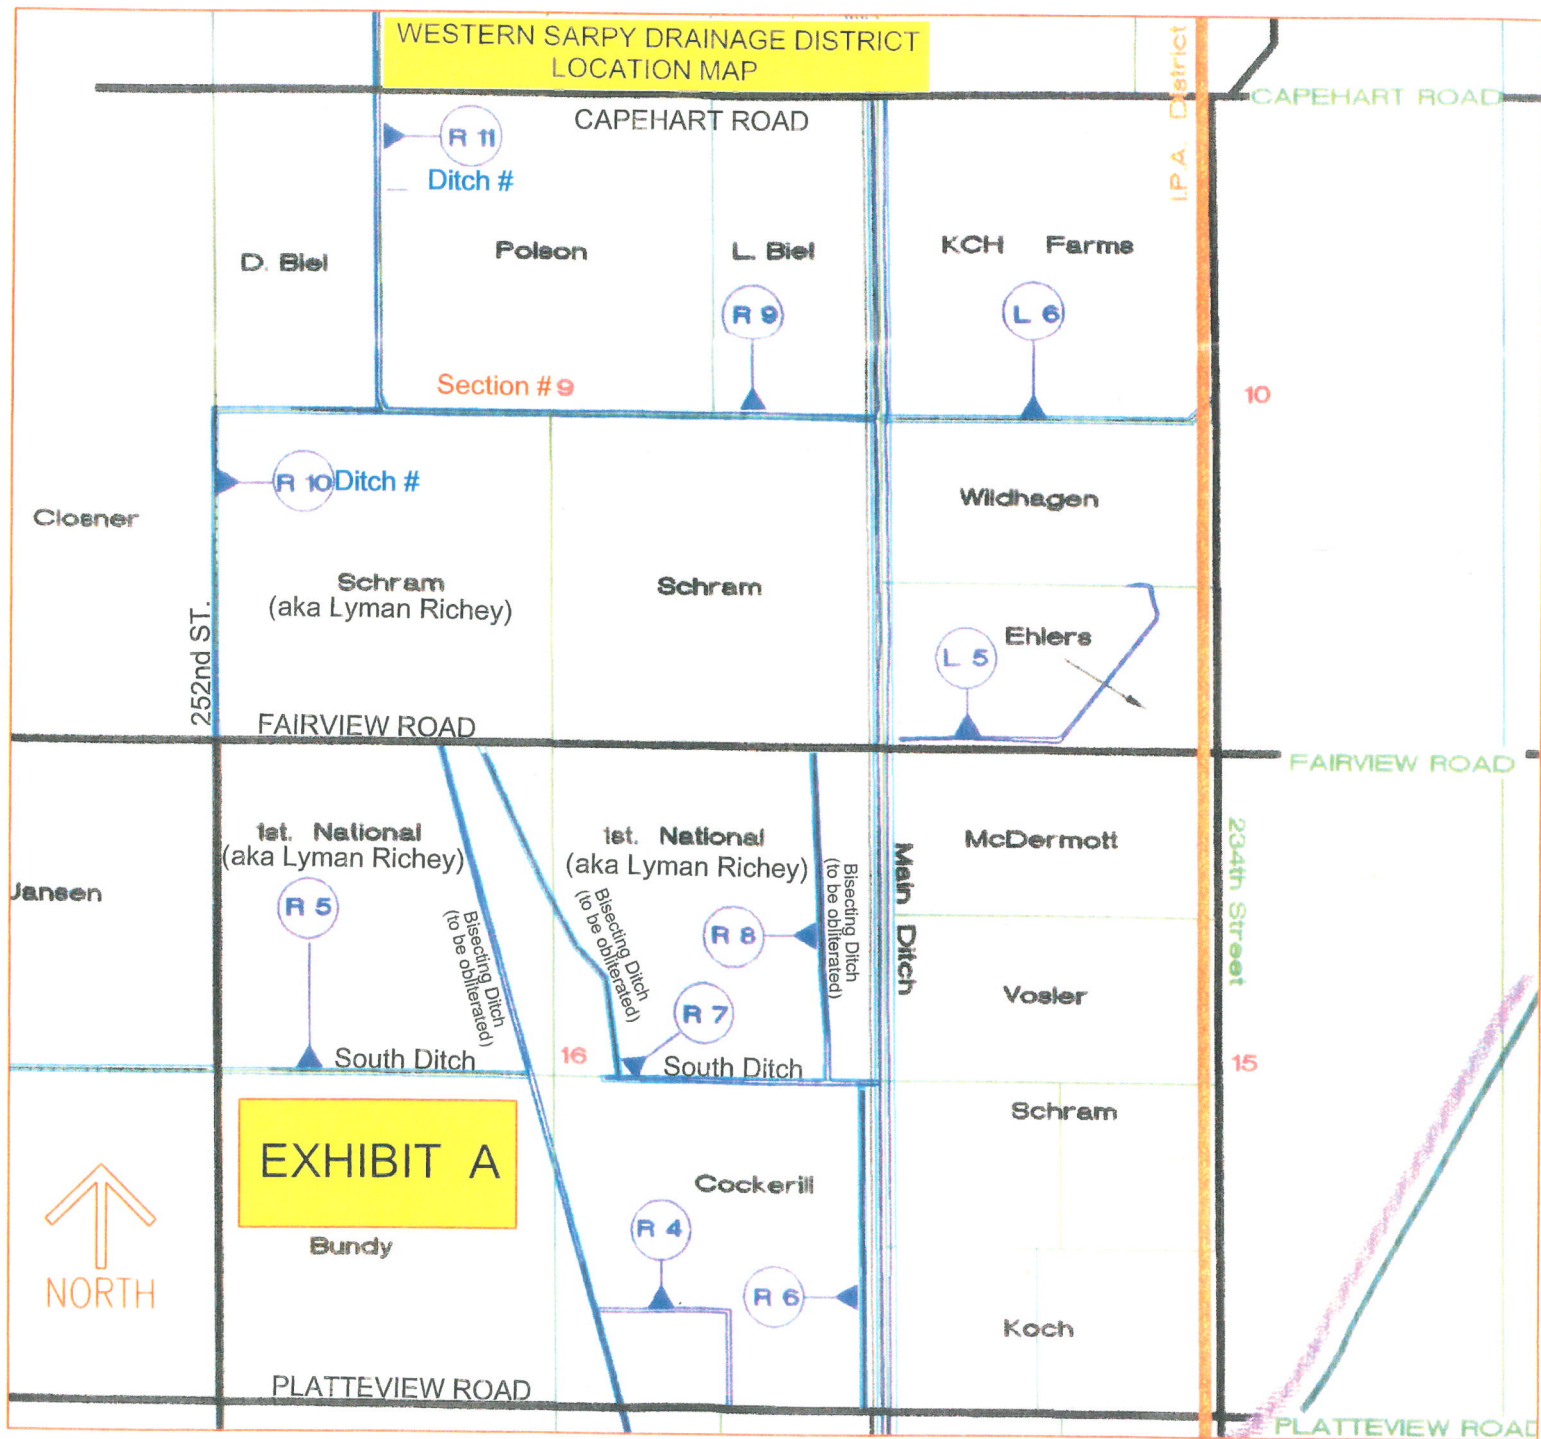 WESTERN SARPY DRAINAGE DISTRICT
LOCATION MAP
I.P.A. District
CAPEHART ROAD
CAPEHART ROAD
R 11
Ditch #
D. Biel
Polson
L. Biel
KCH Farms
R 9
L 6
Section # 9
10
R 10 Ditch #
Closner
Wildhagen
Schram
(aka Lyman Richey)
Schram
Ehlers
L 5
252nd ST.
FAIRVIEW ROAD
FAIRVIEW ROAD
1st. National
(aka Lyman Richey)
1st. National
(aka Lyman Richey)
McDermott
234th Street
Jansen
R 5
Bisecting Ditch
(to be obliterated)
Bisecting Ditch
(to be obliterated)
R 8
Bisecting Ditch
(to be obliterated)
Main Ditch
Vosler
R 7
South Ditch
16
South Ditch
15
Schram
EXHIBIT A
Cockerill
Bundy
R 4
R 6
NORTH
Koch
PLATTEVIEW ROAD
PLATTEVIEW ROAD